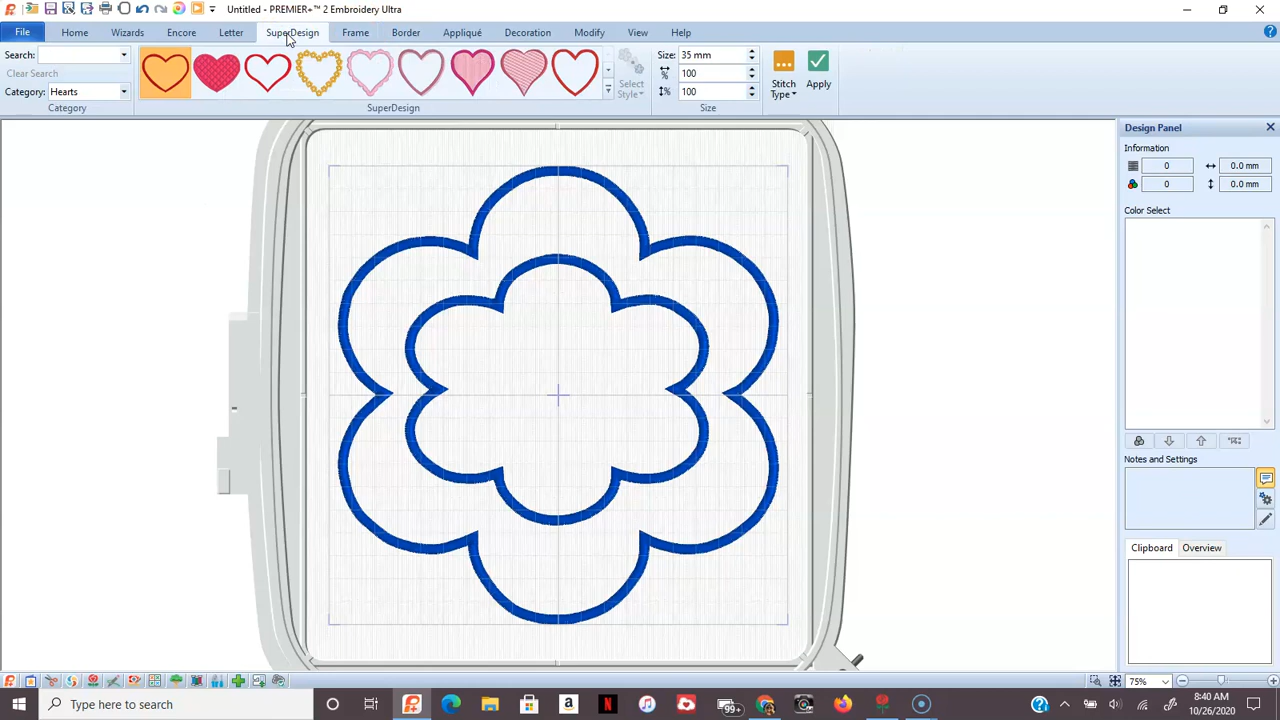 Untitled - PREMIER+™ 2 Embroidery Ultra
File Home Wizards Encore Letter SuperDesign Frame Border Appliqué Decoration Modify View Help
Search:
Clear Search
Category: Hearts
Category
SuperDesign
Select Style
Size: 35 mm
100
100
Size
Stitch Type
Apply
Design Panel
Information
0 0.0 mm
0 0.0 mm
Color Select
Notes and Settings
Clipboard Overview
75%
Type here to search
99+
8:40 AM
10/26/2020